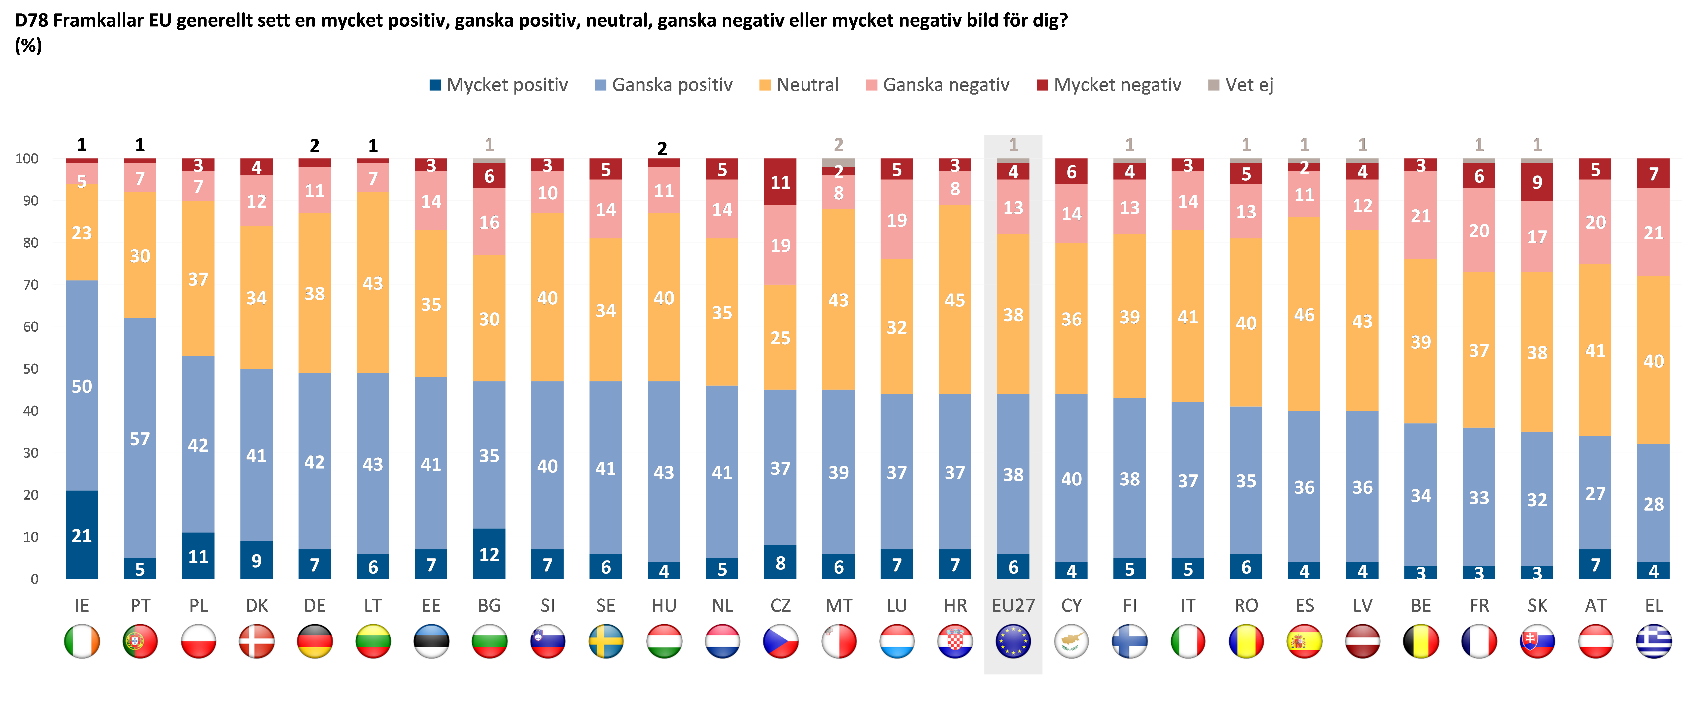 D78 Framkallar EU generellt sett en mycket positiv, ganska positiv, neutral, ganska negativ eller mycket negativ bild för dig?
(%)
Mycket positiv Ganska positiv Neutral Ganska negativ Mycket negativ Vet ej
1 1 2 1 1 2 2 1 1 1 1 1 1 1
100 3 4 3 6 3 5 5 11 2 5 3 4 6 4 3 5 2 4 3 6 9 5 7
5 7 7 12 11 7 14 16 10 14 11 14 19 8 19 8 13 14 13 14 13 11 12 21 20 17 20 21
90
80
70
60
50
40
30
20
10
0
23 30 37 34 38 43 35 30 40 34 40 35 25 43 32 45 38 36 39 41 40 46 43 39 37 38 41 40
50 57 42 41 42 43 41 35 40 41 43 41 37 39 37 37 38 40 38 37 35 36 36 34 33 32 27 28
21 5 11 9 7 6 7 12 7 6 4 5 8 6 7 7 6 4 5 5 6 4 4 3 3 3 7 4
IE PT PL DK DE LT EE BG SI SE HU NL CZ MT LU HR EU27 CY FI IT RO ES LV BE FR SK AT EL